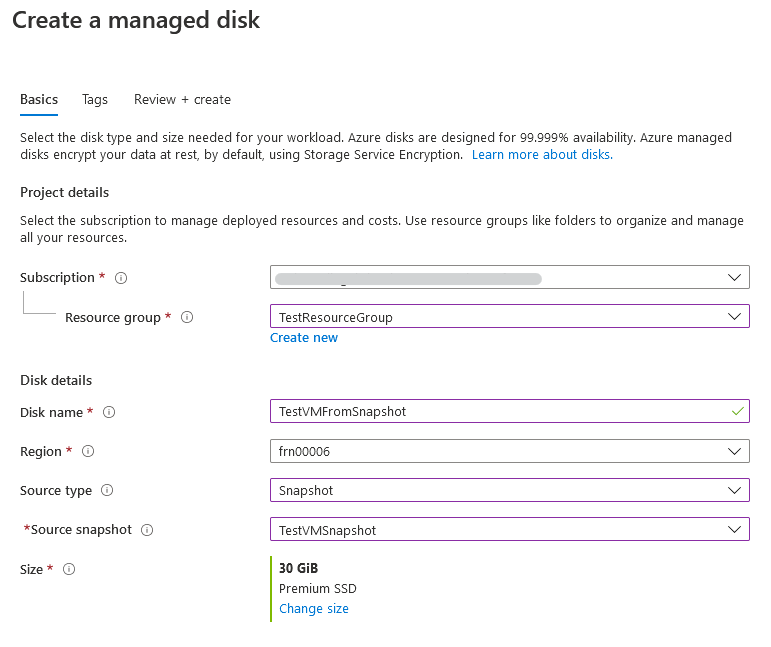 Create a managed disk
Basics Tags Review + create
Select the disk type and size needed for your workload. Azure disks are designed for 99.999% availability. Azure managed
disks encrypt your data at rest, by default, using Storage Service Encryption. Learn more about disks.
Project details
Select the subscription to manage deployed resources and costs. Use resource groups like folders to organize and manage
all your resources.
Subscription *
Resource group * TestResourceGroup
Create new
Disk details
Disk name * TestVMFromSnapshot
Region * frn00006
Source type Snapshot
*Source snapshot TestVMSnapshot
Size * 30 GiB
Premium SSD
Change size